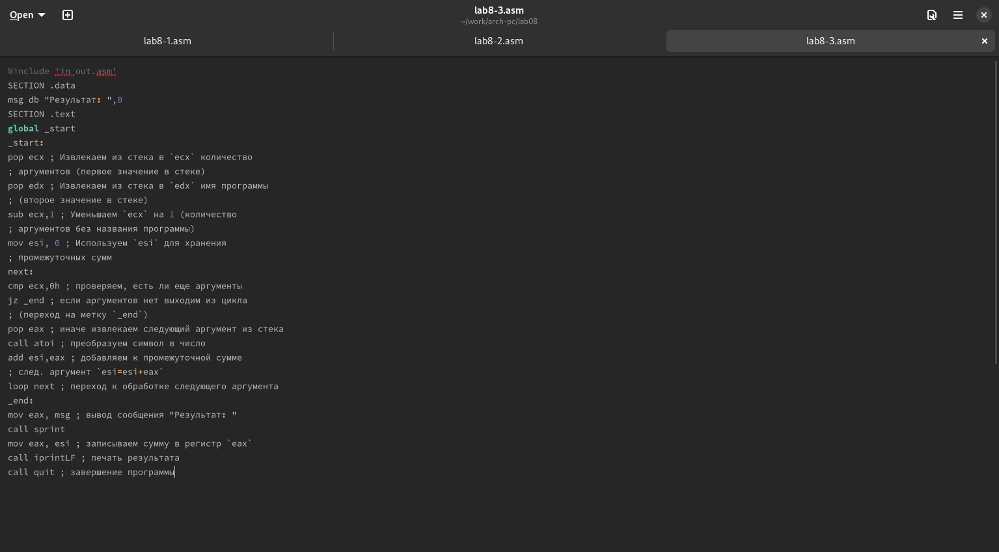 Open
lab8-3.asm
~/work/arch-pc/lab08
lab8-1.asm
lab8-2.asm
lab8-3.asm
%include 'in_out.asm'
SECTION .data
msg db "Результат: ",0
SECTION .text
global _start
_start:
pop ecx ; Извлекаем из стека в `ecx` количество
; аргументов (первое значение в стеке)
pop edx ; Извлекаем из стека в `edx` имя программы
; (второе значение в стеке)
sub ecx,1 ; Уменьшаем `ecx` на 1 (количество
; аргументов без названия программы)
mov esi, 0 ; Используем `esi` для хранения
; промежуточных сумм
next:
cmp ecx,0h ; проверяем, есть ли еще аргументы
jz _end ; если аргументов нет выходим из цикла
; (переход на метку `_end`)
pop eax ; иначе извлекаем следующий аргумент из стека
call atoi ; преобразуем символ в число
add esi,eax ; добавляем к промежуточной сумме
; след. аргумент `esi=esi+eax`
loop next ; переход к обработке следующего аргумента
_end:
mov eax, msg ; вывод сообщения "Результат: "
call sprint
mov eax, esi ; записываем сумму в регистр `eax`
call iprintLF ; печать результата
call quit ; завершение программы